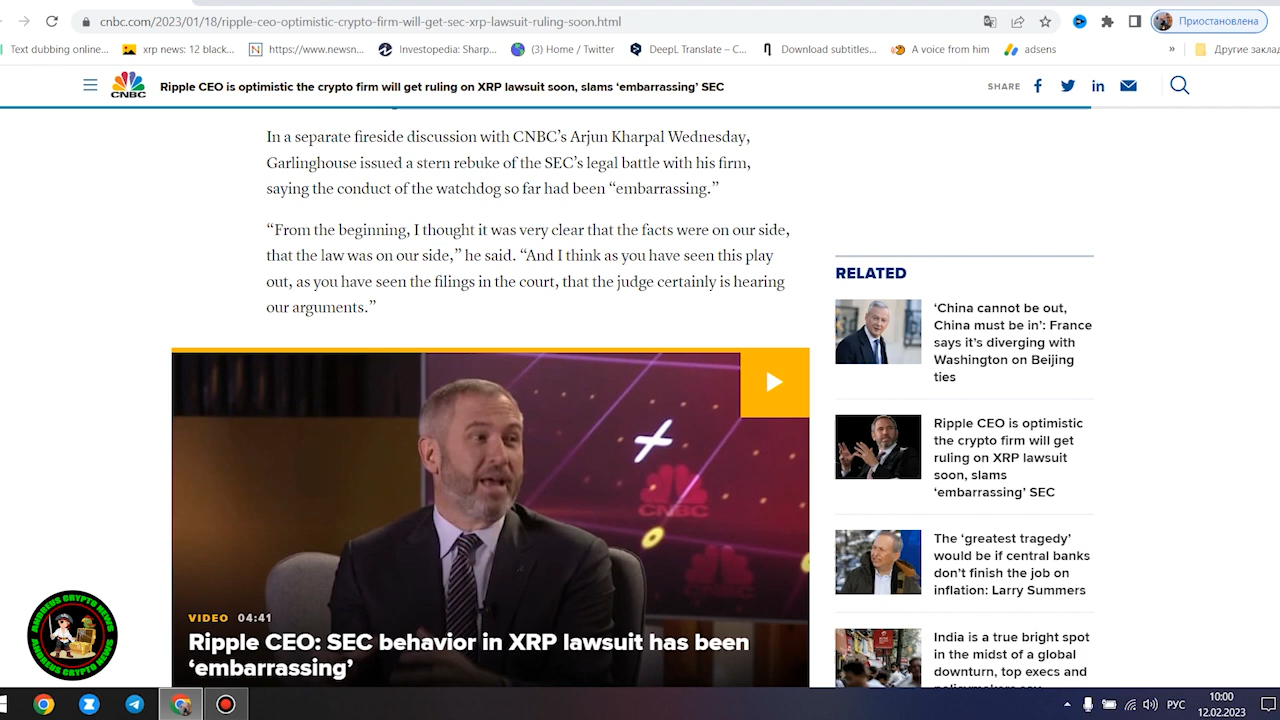 cnbc.com/2023/01/18/ripple-ceo-optimistic-crypto-firm-will-get-sec-xrp-lawsuit-ruling-soon.html
Приостановлена
Text dubbing online...
xrp news: 12 black...
https://www.newsn...
Investopedia: Sharp...
(3) Home / Twitter
DeepL Translate – C...
Download subtitles...
A voice from him
adsens
»
Другие закла
CNBC
Ripple CEO is optimistic the crypto firm will get ruling on XRP lawsuit soon, slams ‘embarrassing’ SEC
SHARE
In a separate fireside discussion with CNBC’s Arjun Kharpal Wednesday,
Garlinghouse issued a stern rebuke of the SEC’s legal battle with his firm,
saying the conduct of the watchdog so far had been “embarrassing.”
“From the beginning, I thought it was very clear that the facts were on our side,
that the law was on our side,” he said. “And I think as you have seen this play
out, as you have seen the filings in the court, that the judge certainly is hearing
our arguments.”
CNBC
VIDEO 04:41
Ripple CEO: SEC behavior in XRP lawsuit has been
‘embarrassing’
RELATED
‘China cannot be out,
China must be in’: France
says it’s diverging with
Washington on Beijing
ties
Ripple CEO is optimistic
the crypto firm will get
ruling on XRP lawsuit
soon, slams
‘embarrassing’ SEC
The ‘greatest tragedy’
would be if central banks
don’t finish the job on
inflation: Larry Summers
India is a true bright spot
in the midst of a global
downturn, top execs and
policymakers say
ANDREUS CRYPTO NEWS
ANDREUS CRYPTO NEWS
РУС
10:00
12.02.2023